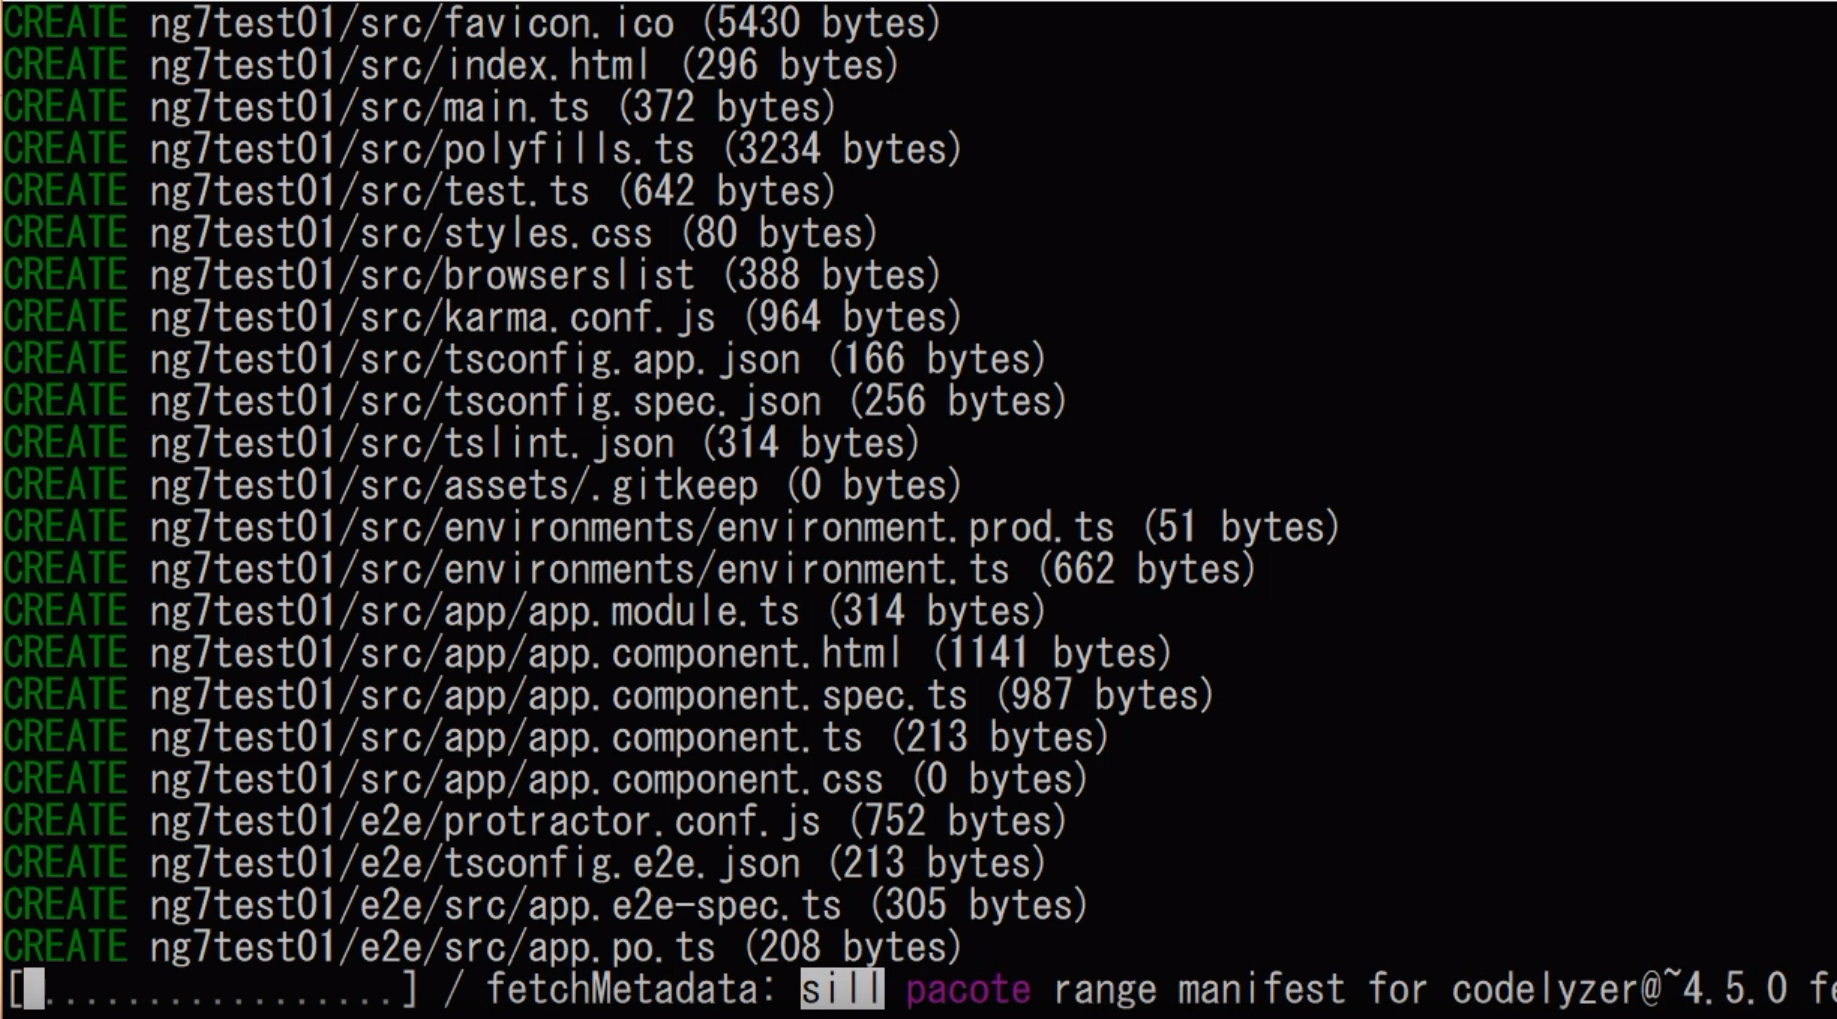 CREATE ng7test01/src/favicon.ico (5430 bytes)
CREATE ng7test01/src/index.html (296 bytes)
CREATE ng7test01/src/main.ts (372 bytes)
CREATE ng7test01/src/polyfills.ts (3234 bytes)
CREATE ng7test01/src/test.ts (642 bytes)
CREATE ng7test01/src/styles.css (80 bytes)
CREATE ng7test01/src/browserslist (388 bytes)
CREATE ng7test01/src/karma.conf.js (964 bytes)
CREATE ng7test01/src/tsconfig.app.json (166 bytes)
CREATE ng7test01/src/tsconfig.spec.json (256 bytes)
CREATE ng7test01/src/tslint.json (314 bytes)
CREATE ng7test01/src/assets/.gitkeep (0 bytes)
CREATE ng7test01/src/environments/environment.prod.ts (51 bytes)
CREATE ng7test01/src/environments/environment.ts (662 bytes)
CREATE ng7test01/src/app/app.module.ts (314 bytes)
CREATE ng7test01/src/app/app.component.html (1141 bytes)
CREATE ng7test01/src/app/app.component.spec.ts (987 bytes)
CREATE ng7test01/src/app/app.component.ts (213 bytes)
CREATE ng7test01/src/app/app.component.css (0 bytes)
CREATE ng7test01/e2e/protractor.conf.js (752 bytes)
CREATE ng7test01/e2e/tsconfig.e2e.json (213 bytes)
CREATE ng7test01/e2e/src/app.e2e-spec.ts (305 bytes)
CREATE ng7test01/e2e/src/app.po.ts (208 bytes)
[█.................] / fetchMetadata: sill pacote range manifest for codelyzer@~4.5.0 fe